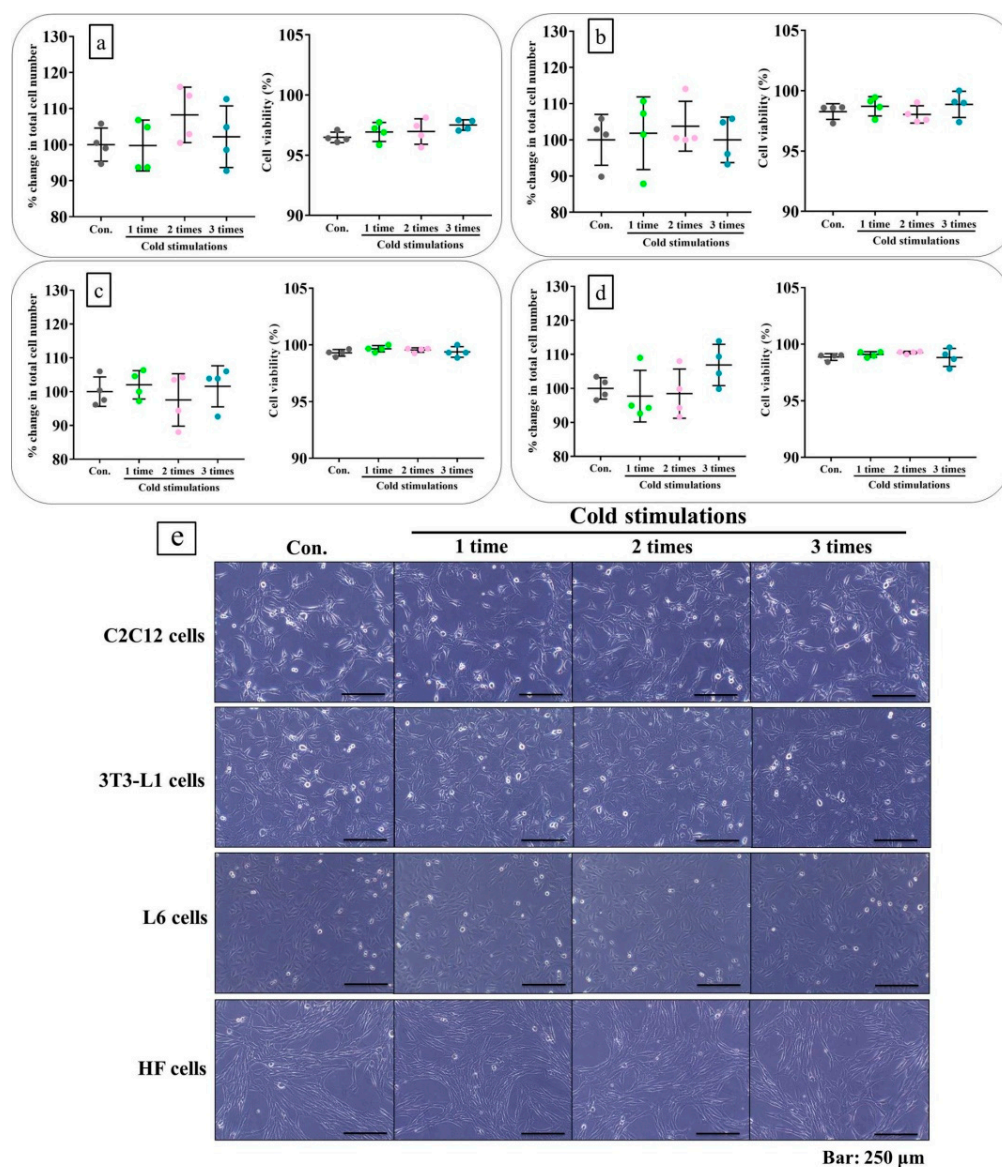 a
% change in total cell number
130
120
110
100
90
80
Con.
1 time
2 times
3 times
Cold stimulations
Cell viability (%)
105
100
95
90
Con.
1 time
2 times
3 times
Cold stimulations
b
% change in total cell number
130
120
110
100
90
80
Con.
1 time
2 times
3 times
Cold stimulations
Cell viability (%)
105
100
95
90
Con.
1 time
2 times
3 times
Cold stimulations
c
% change in total cell number
130
120
110
100
90
80
Con.
1 time
2 times
3 times
Cold stimulations
Cell viability (%)
105
100
95
90
Con.
1 time
2 times
3 times
Cold stimulations
d
% change in total cell number
130
120
110
100
90
80
Con.
1 time
2 times
3 times
Cold stimulations
Cell viability (%)
105
100
95
90
Con.
1 time
2 times
3 times
Cold stimulations
e
Cold stimulations
Con.
1 time
2 times
3 times
C2C12 cells
3T3-L1 cells
L6 cells
HF cells
Bar: 250 µm